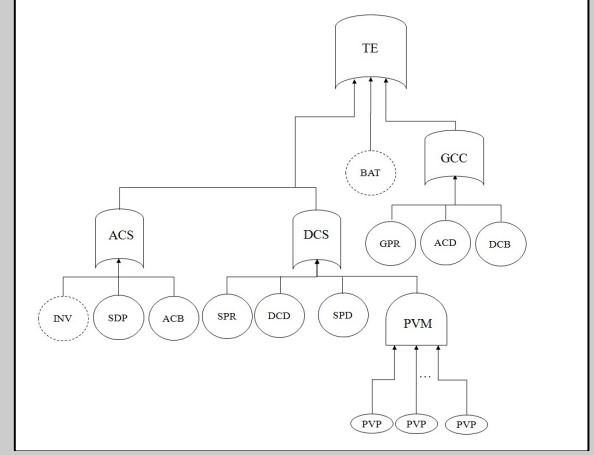 TE
GCC
BAT
ACS
DCS
GPR
ACD
DCB
INV
SDP
ACB
SPR
DCD
SPD
PVM
...
PVP
PVP
PVP